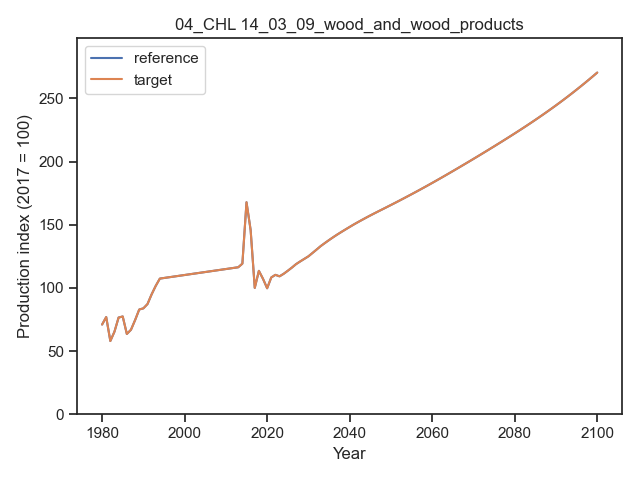 04_CHL 14_03_09_wood_and_wood_products
reference
target
Production index (2017 = 100)
250
200
150
100
50
0
1980 2000 2020 2040 2060 2080 2100
Year